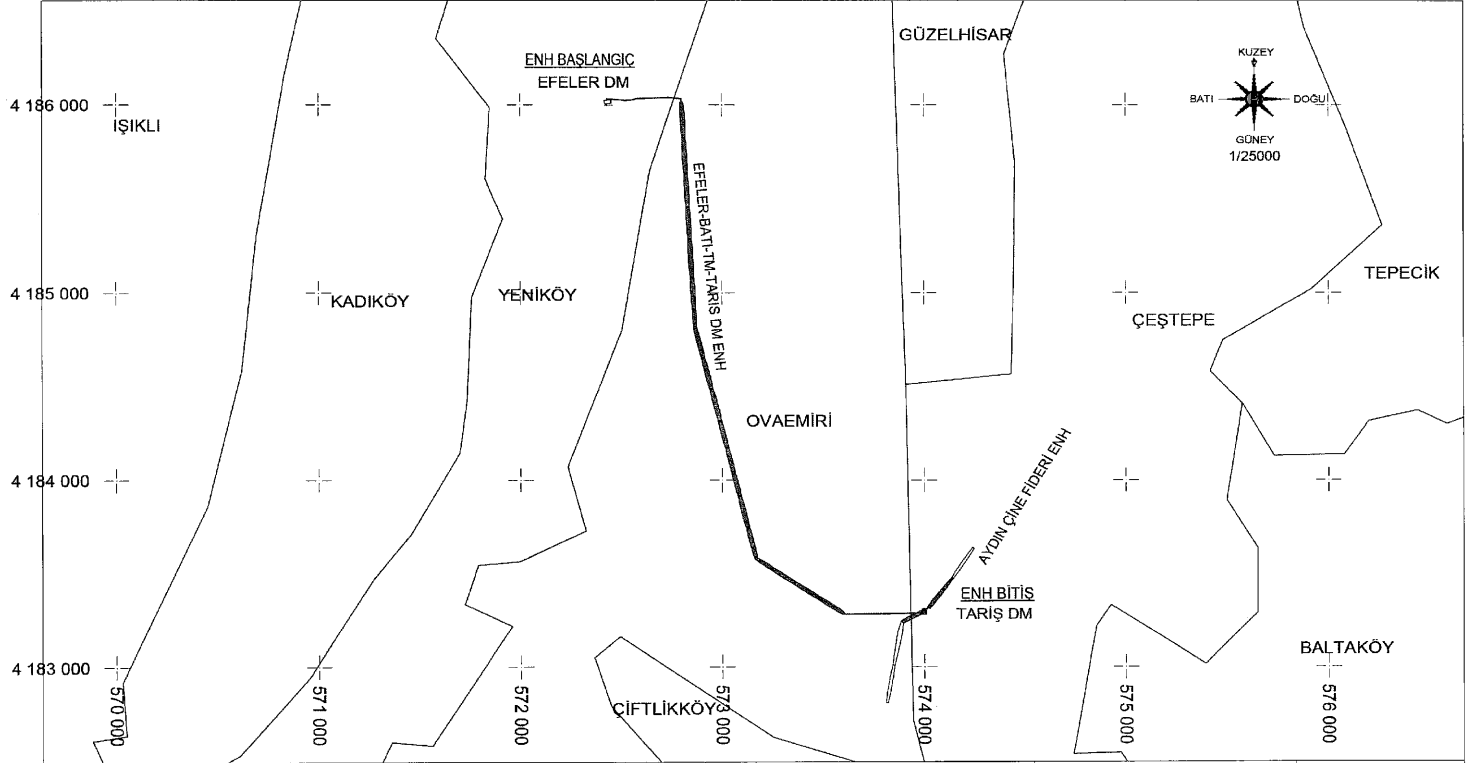 GÜZELHİSAR
ENH BAŞLANGIÇ
EFELER DM
KUZEY
BATI
DOĞU
GÜNEY
1/25000
4 186 000
IŞIKLI
EFELER-BATI-TM-TARİS DM ENH
TEPECİK
4 185 000
KADIKÖY
YENİKÖY
ÇEŞTEPE
OVAEMİRİ
4 184 000
AYDIN ÇİNE FİDERİ ENH
ENH BİTİŞ
TARİŞ DM
BALTAKÖY
4 183 000
ÇİFTLİKKÖY
570 000
571 000
572 000
573 000
574 000
575 000
576 000